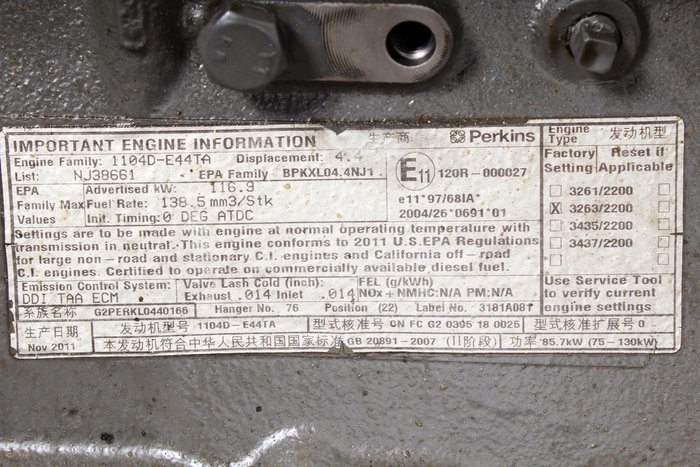 IMPORTANT ENGINE INFORMATION 生产商 Perkins
Engine Family: 1104D-E44TA Displacement: 4.4
List: NJ38661 EPA Family BPKXL04.4NJ1
E11 120R-000027
EPA Advertised kW: 116.9
Family Max Fuel Rate: 138.5 mm3/Stk
Values Init. Timing: 0 DEG ATDC
e11*97/68IA*
2004/26*0691*01
Settings are to be made with engine at normal operating temperature with
transmission in neutral. This engine conforms to 2011 U.S.EPA Regulations
for large non-road and stationary C.I. engines and California off-road
C.I. engines. Certified to operate on commercially available diesel fuel.
Emission Control System: Valve Lash Cold (inch): FEL (g/kWh)
DDI TAA ECM Exhaust .014 Inlet .014 NOx + NMHC:N/A PM:N/A
系族名称 G2PERKL0440166 Hanger No. 76 Position (22) Label No. 3181A081
生产日期 发动机型号 1104D-E44TA 型式核准号 CN FC G2 0395 18 0025 型式核准扩展号 0
Nov 2011 本发动机符合中华人民共和国国家标准 GB 20891-2007 (II阶段) 功率 85.7kW (75-130kW)
Engine Type 发动机型
Factory Setting Reset if Applicable
3261/2200
X 3263/2200
3435/2200
3437/2200
Use Service Tool
to verify current
engine settings